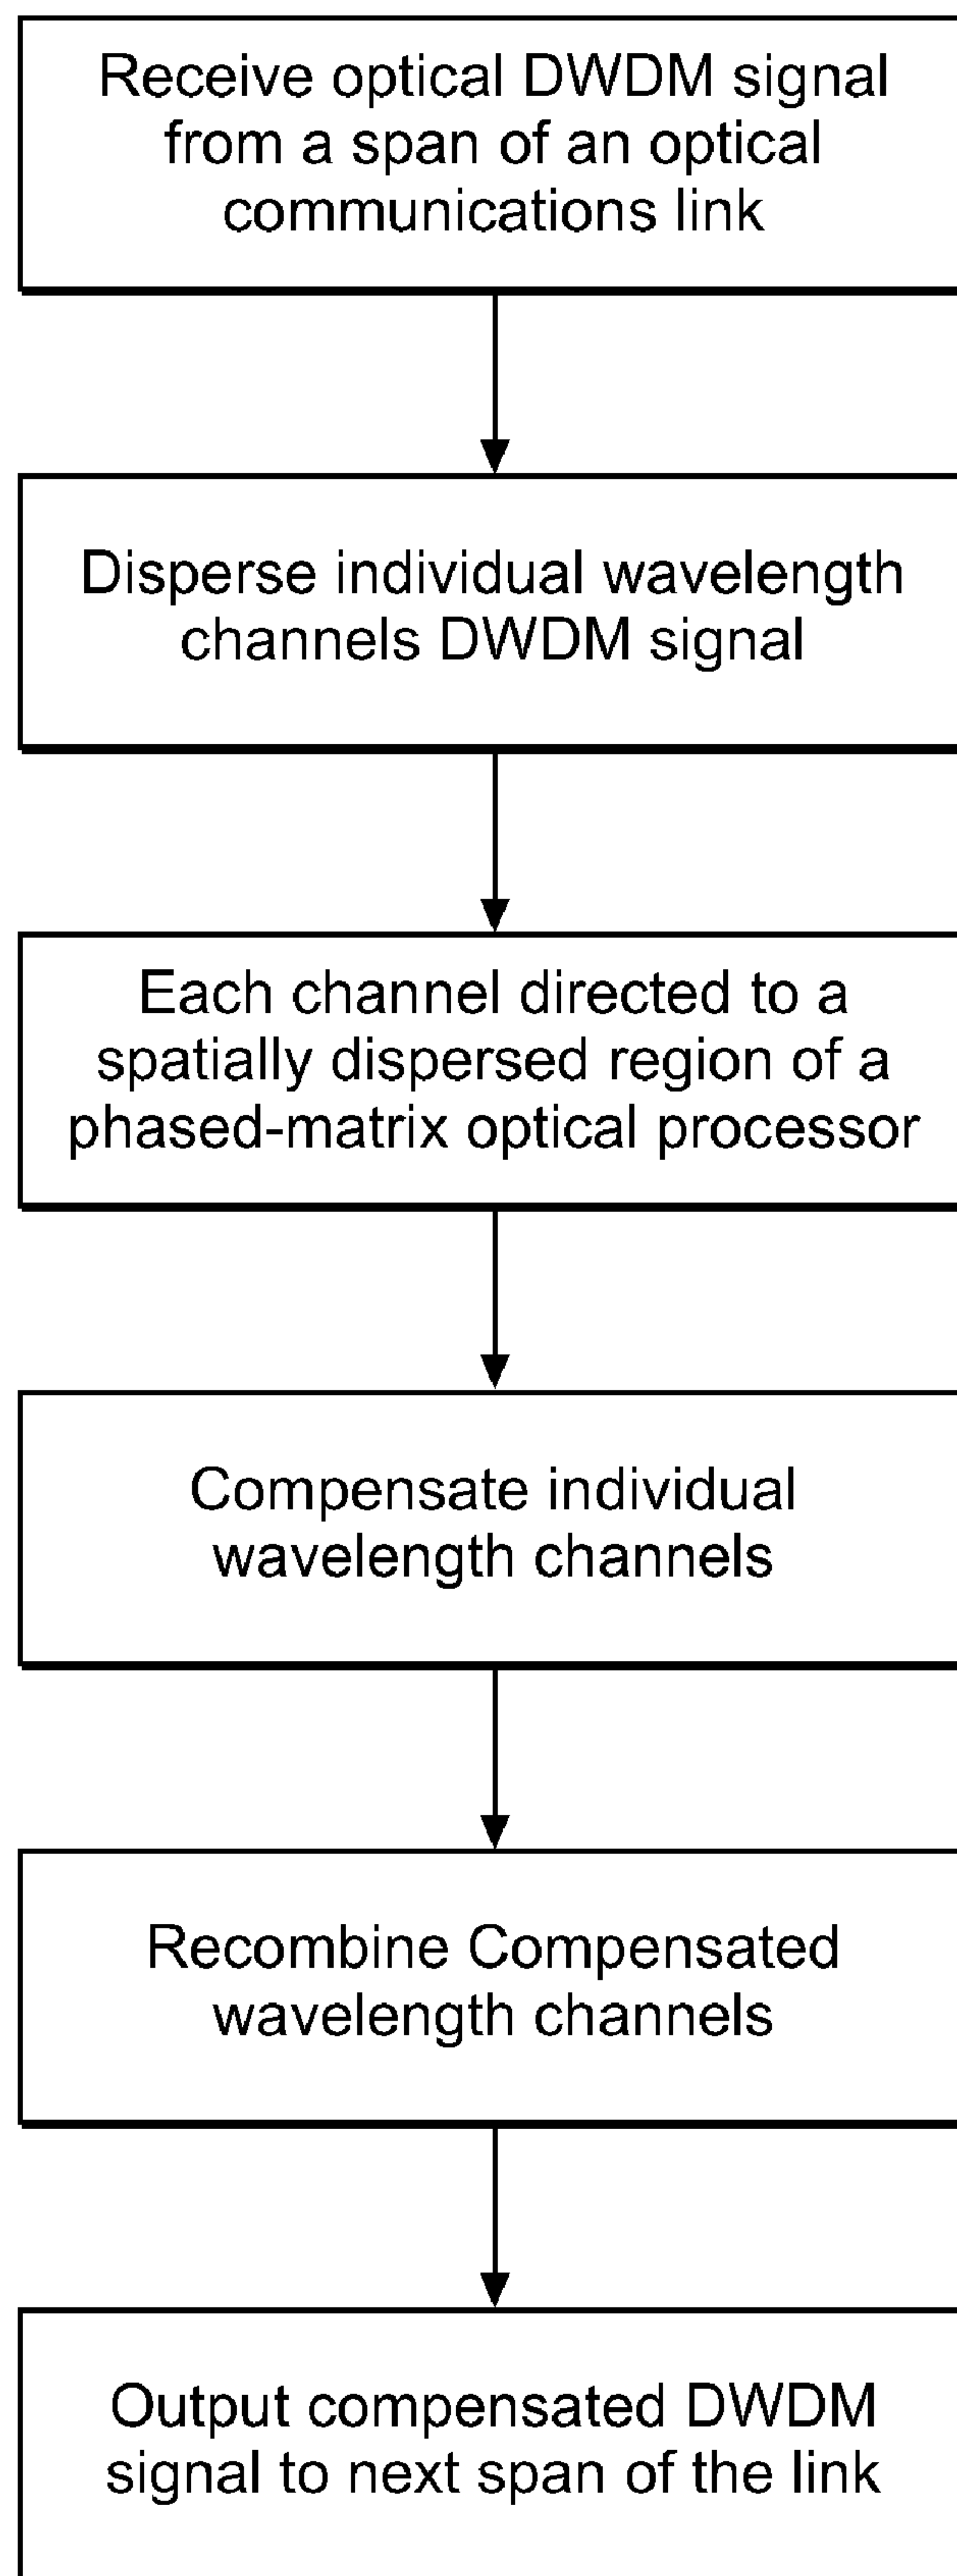 Receive optical DWDM signal
from a span of an optical
communications link
Disperse individual wavelength
channels DWDM signal
Each channel directed to a
spatially dispersed region of a
phased-matrix optical processor
Compensate individual
wavelength channels
Recombine Compensated
wavelength channels
Output compensated DWDM
signal to next span of the link